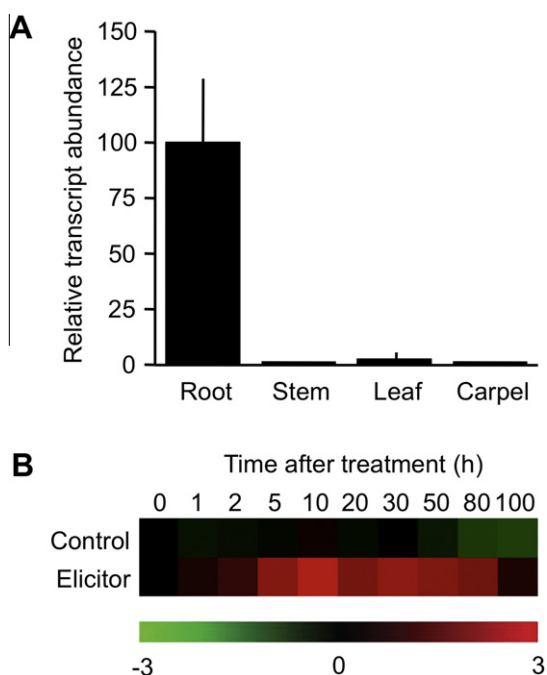 A
Relative transcript abundance
150
125
100
75
50
25
0
Root Stem Leaf Carpel
B
Time after treatment (h)
0 1 2 5 10 20 30 50 80 100
Control
Elicitor
-3 0 3